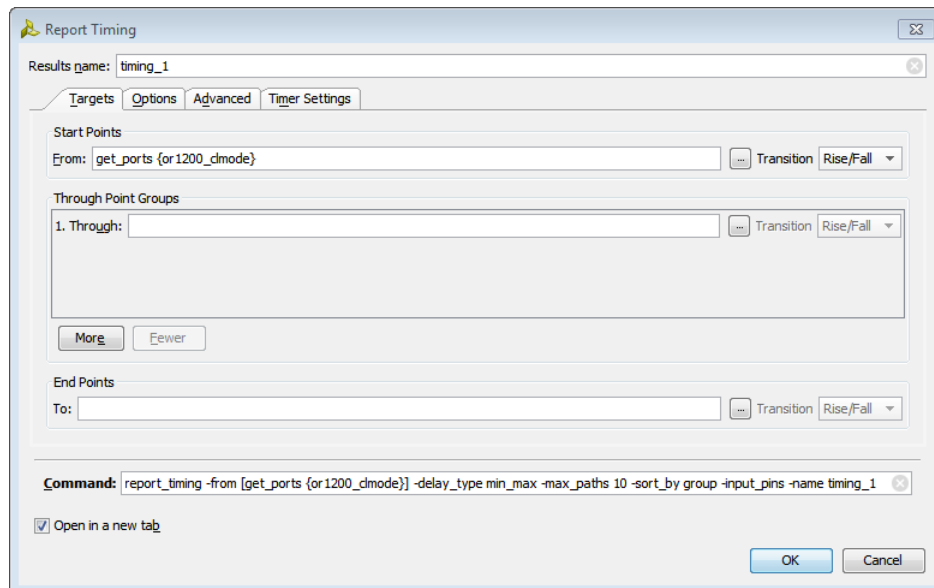 Report Timing
Results name: timing_1
Targets Options Advanced Timer Settings
Start Points
From: get_ports {or1200_clmode} ... Transition Rise/Fall
Through Point Groups
1. Through: ... Transition Rise/Fall
More Fewer
End Points
To: ... Transition Rise/Fall
Command: report_timing -from [get_ports {or1200_clmode}] -delay_type min_max -max_paths 10 -sort_by group -input_pins -name timing_1
Open in a new tab
OK Cancel